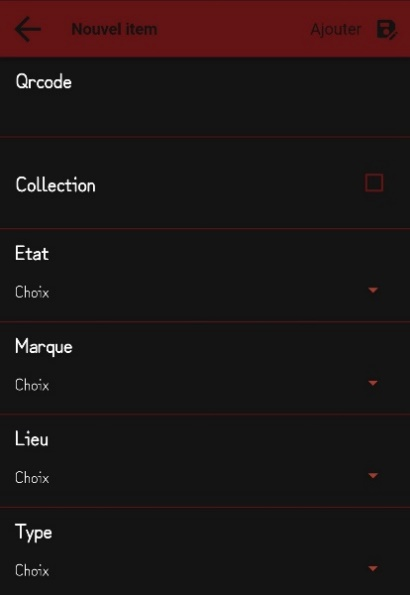 Nouvel item Ajouter
Qrcode
Collection
Etat
Choix
Marque
Choix
Lieu
Choix
Type
Choix